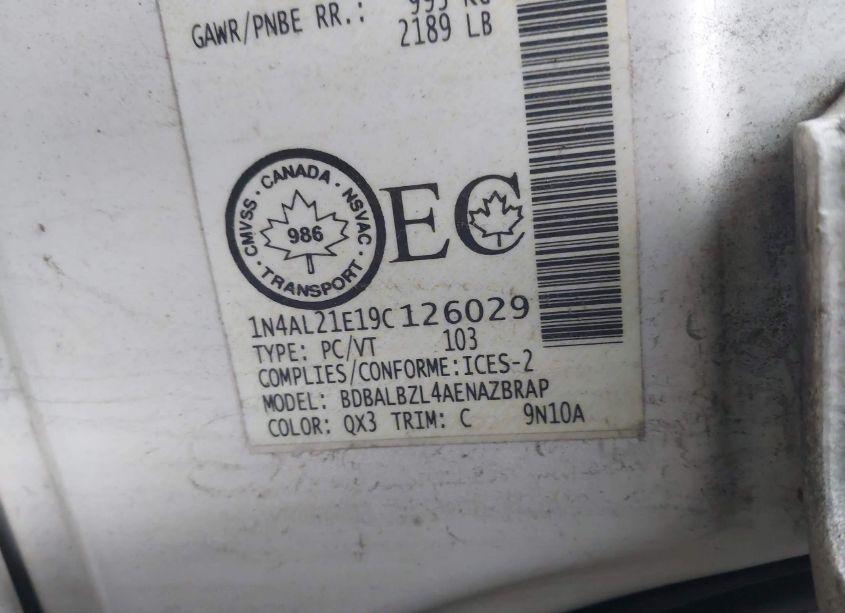 GAWR/PNBE RR.:
2189 LB
CMVSS · CANADA · NSVAC · TRANSPORT ·
986
EC
1N4AL21E19C126029
TYPE: PC/VT 103
COMPLIES/CONFORME:ICES-2
MODEL: BDBALBZL4AENAZBRAP
COLOR: QX3 TRIM: C 9N10A